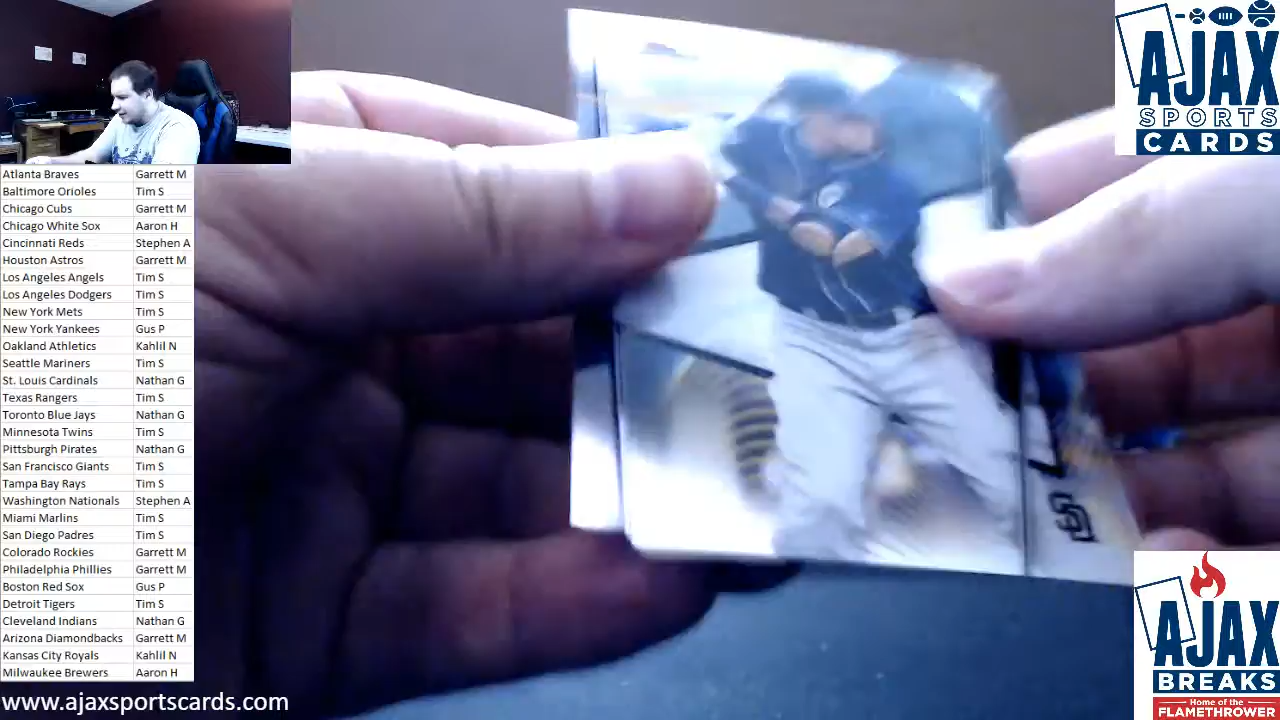 AJAX
SPORTS
CARDS
Atlanta Braves Garrett M
Baltimore Orioles Tim S
Chicago Cubs Garrett M
Chicago White Sox Aaron H
Cincinnati Reds Stephen A
Houston Astros Garrett M
Los Angeles Angels Tim S
Los Angeles Dodgers Tim S
New York Mets Tim S
New York Yankees Gus P
Oakland Athletics Kahlil N
Seattle Mariners Tim S
St. Louis Cardinals Nathan G
Texas Rangers Tim S
Toronto Blue Jays Nathan G
Minnesota Twins Tim S
Pittsburgh Pirates Nathan G
San Francisco Giants Tim S
Tampa Bay Rays Tim S
Washington Nationals Stephen A
Miami Marlins Tim S
San Diego Padres Tim S
Colorado Rockies Garrett M
Philadelphia Phillies Garrett M
Boston Red Sox Gus P
Detroit Tigers Tim S
Cleveland Indians Nathan G
Arizona Diamondbacks Garrett M
Kansas City Royals Kahlil N
Milwaukee Brewers Aaron H
www.ajaxsportscards.com
SD
AJAX
BREAKS
Home of the
FLAMETHROWER